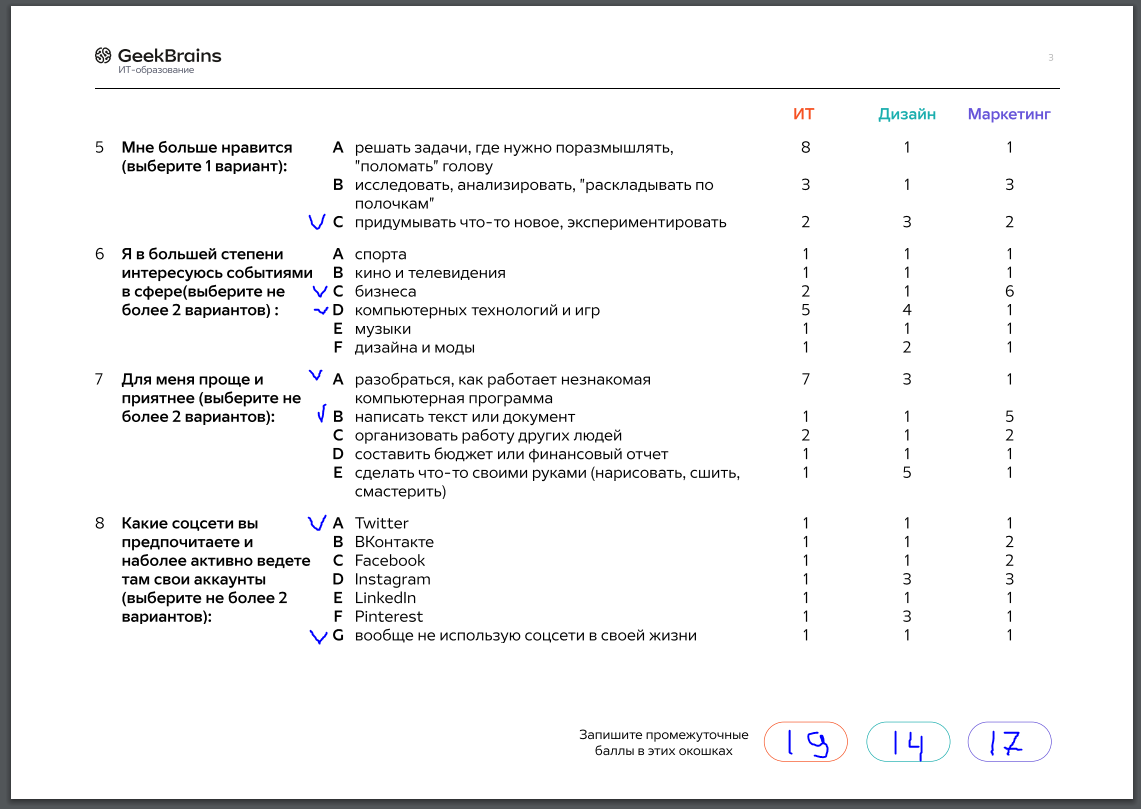 GeekBrains
ИТ-образование
3
ИТ Дизайн Маркетинг
5 Мне больше нравится A решать задачи, где нужно поразмышлять, 8 1 1
(выберите 1 вариант): "поломать" голову
B исследовать, анализировать, "раскладывать по 3 1 3
полочкам"
C придумывать что-то новое, экспериментировать 2 3 2
6 Я в большей степени A спорта 1 1 1
интересуюсь событиями B кино и телевидения 1 1 1
в сфере(выберите не C бизнеса 2 1 6
более 2 вариантов) : D компьютерных технологий и игр 5 4 1
E музыки 1 1 1
F дизайна и моды 1 2 1
7 Для меня проще и A разобраться, как работает незнакомая 7 3 1
приятнее (выберите не компьютерная программа
более 2 вариантов): B написать текст или документ 1 1 5
C организовать работу других людей 2 1 2
D составить бюджет или финансовый отчет 1 1 1
E сделать что-то своими руками (нарисовать, сшить, 1 5 1
смастерить)
8 Какие соцсети вы A Twitter 1 1 1
предпочитаете и B ВКонтакте 1 1 2
наболее активно ведете C Facebook 1 1 2
там свои аккаунты D Instagram 1 3 3
(выберите не более 2 E LinkedIn 1 1 1
вариантов): F Pinterest 1 3 1
G вообще не использую соцсети в своей жизни 1 1 1
Запишите промежуточные
баллы в этих окошках 19 14 17